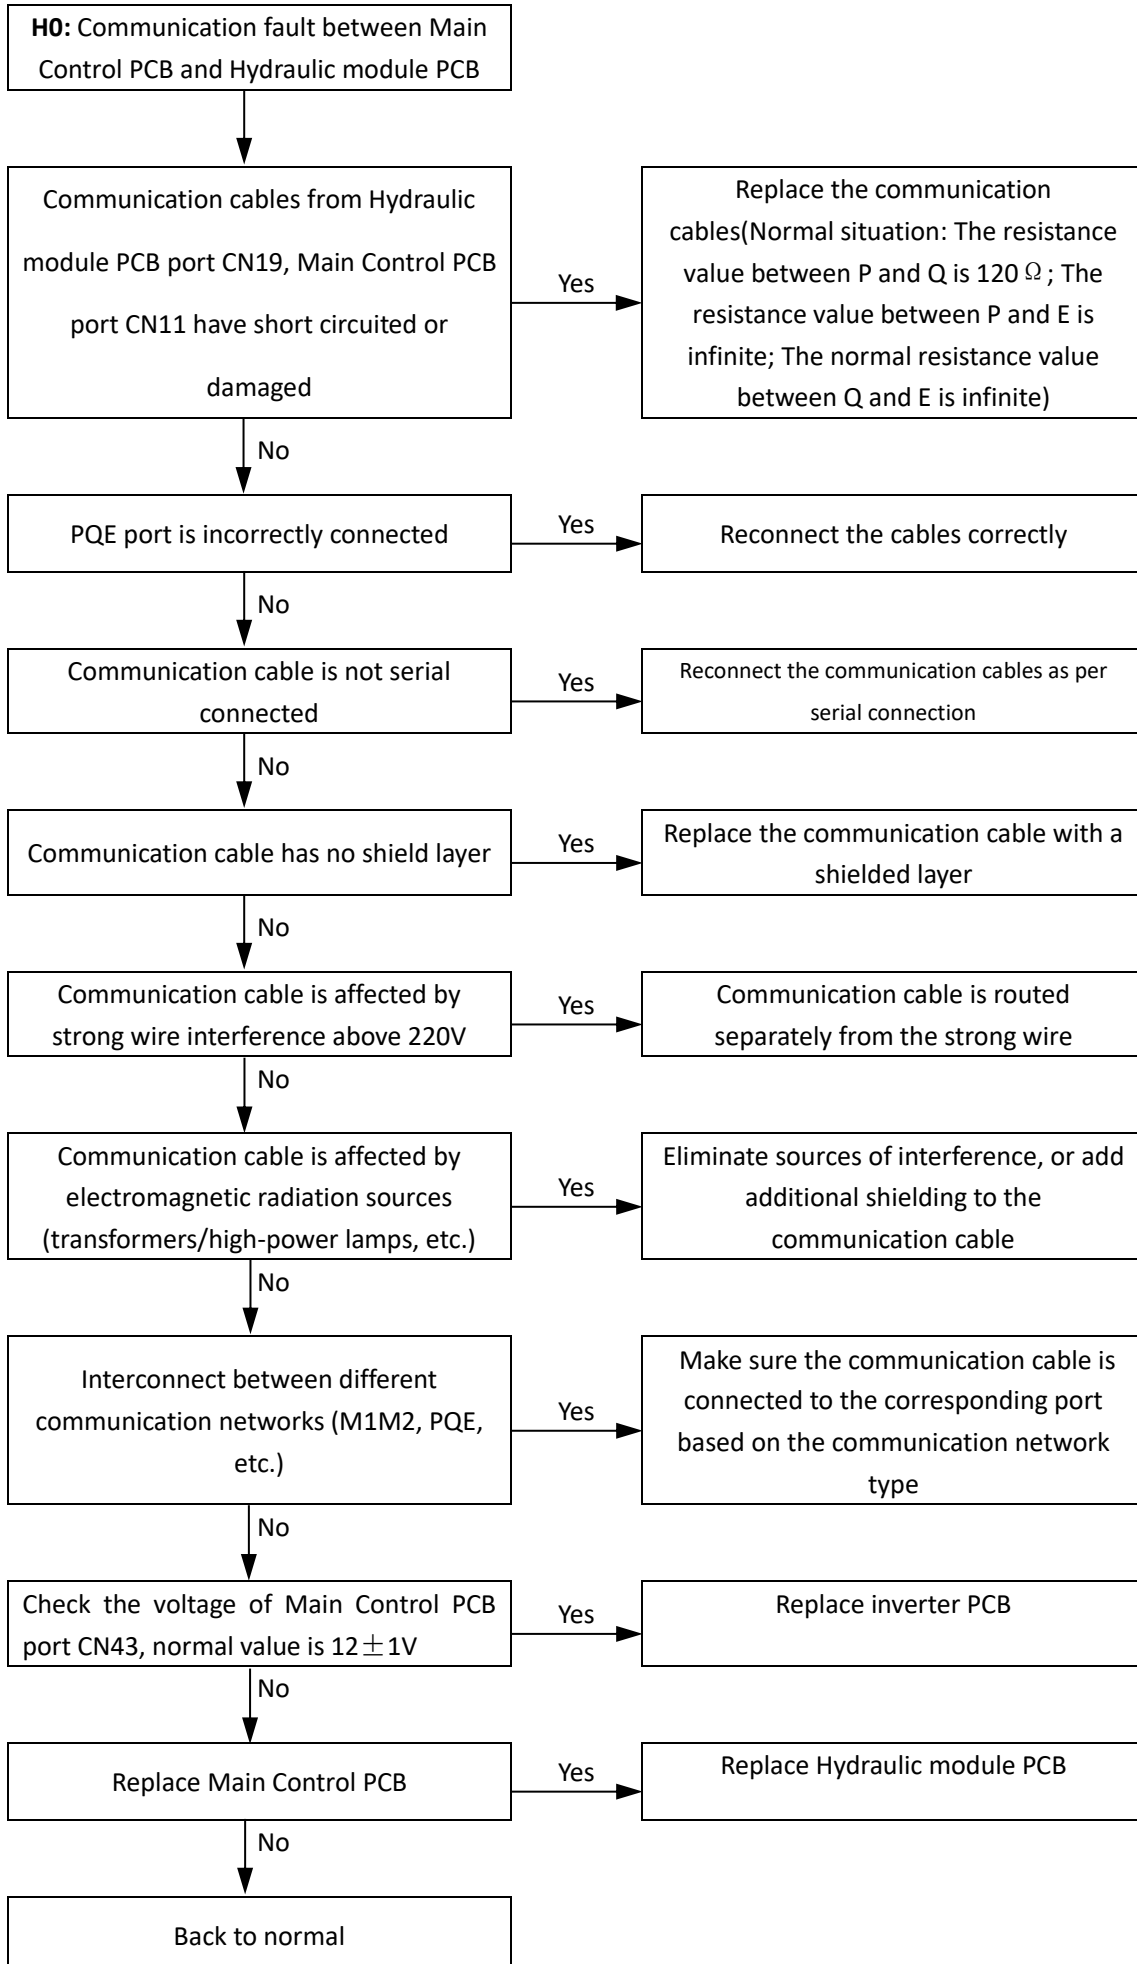 H0: Communication fault between Main
Control PCB and Hydraulic module PCB
Communication cables from Hydraulic
module PCB port CN19, Main Control PCB
port CN11 have short circuited or
damaged
Yes
Replace the communication
cables(Normal situation: The resistance
value between P and Q is 120Ω; The
resistance value between P and E is
infinite; The normal resistance value
between Q and E is infinite)
No
PQE port is incorrectly connected
Yes
Reconnect the cables correctly
No
Communication cable is not serial
connected
Yes
Reconnect the communication cables as per
serial connection
No
Communication cable has no shield layer
Yes
Replace the communication cable with a
shielded layer
No
Communication cable is affected by
strong wire interference above 220V
Yes
Communication cable is routed
separately from the strong wire
No
Communication cable is affected by
electromagnetic radiation sources
(transformers/high-power lamps, etc.)
Yes
Eliminate sources of interference, or add
additional shielding to the
communication cable
No
Interconnect between different
communication networks (M1M2, PQE,
etc.)
Yes
Make sure the communication cable is
connected to the corresponding port
based on the communication network
type
No
Check the voltage of Main Control PCB
port CN43, normal value is 12±1V
Yes
Replace inverter PCB
No
Replace Main Control PCB
Yes
Replace Hydraulic module PCB
No
Back to normal